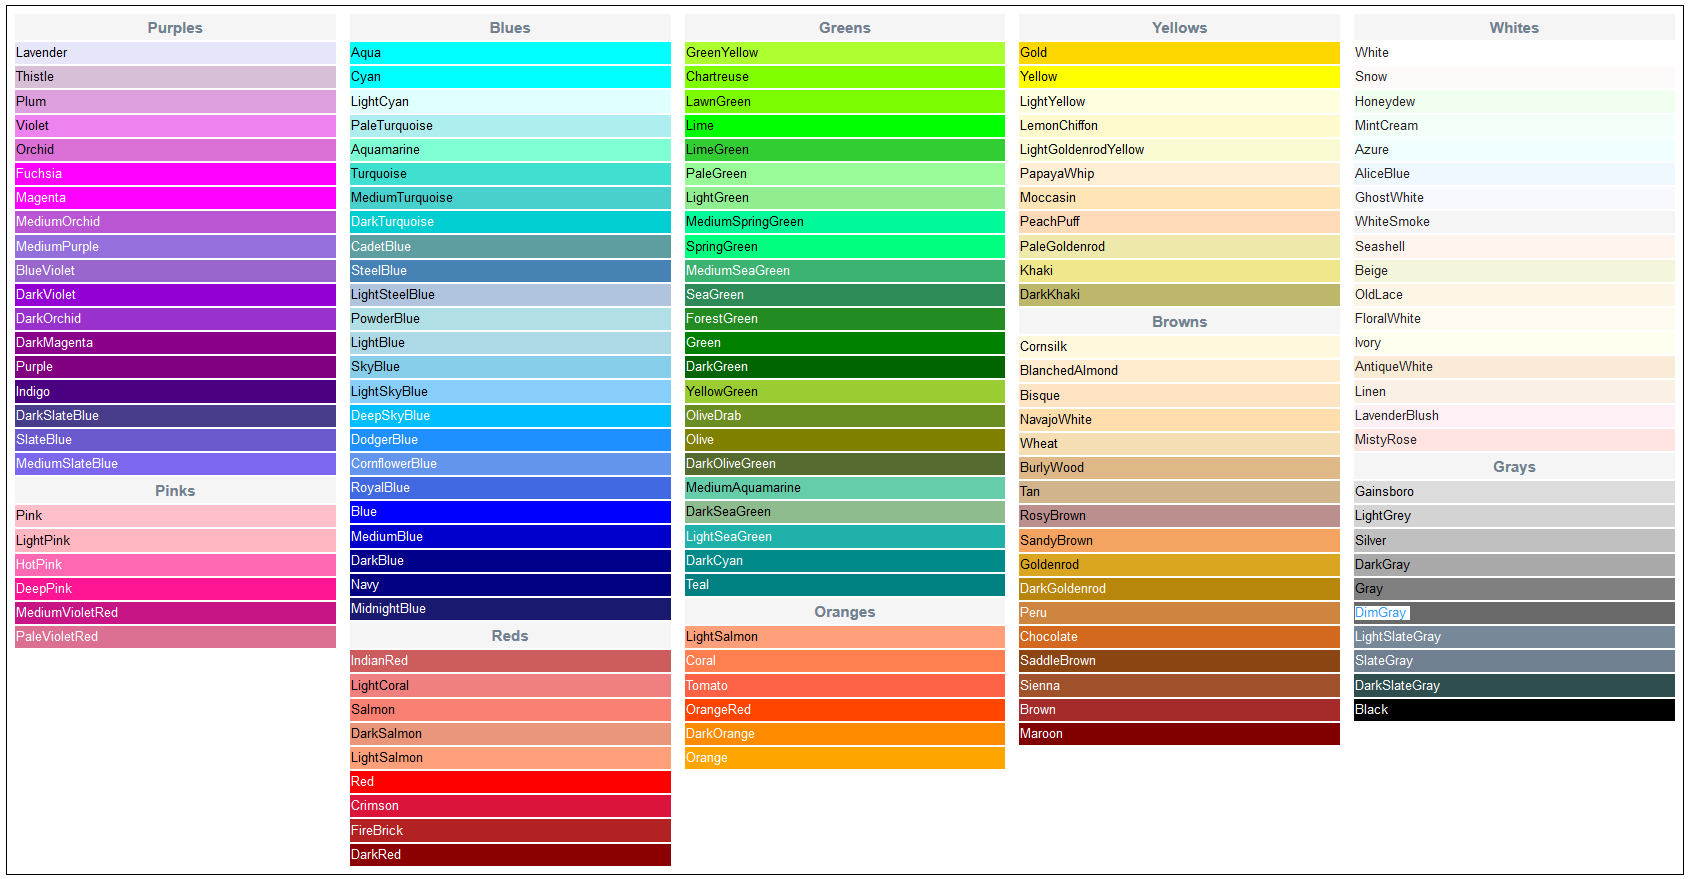 Purples
Lavender
Thistle
Plum
Violet
Orchid
Fuchsia
Magenta
MediumOrchid
MediumPurple
BlueViolet
DarkViolet
DarkOrchid
DarkMagenta
Purple
Indigo
DarkSlateBlue
SlateBlue
MediumSlateBlue
Pinks
Pink
LightPink
HotPink
DeepPink
MediumVioletRed
PaleVioletRed
Blues
Aqua
Cyan
LightCyan
PaleTurquoise
Aquamarine
Turquoise
MediumTurquoise
DarkTurquoise
CadetBlue
SteelBlue
LightSteelBlue
PowderBlue
LightBlue
SkyBlue
LightSkyBlue
DeepSkyBlue
DodgerBlue
CornflowerBlue
RoyalBlue
Blue
MediumBlue
DarkBlue
Navy
MidnightBlue
Reds
IndianRed
LightCoral
Salmon
DarkSalmon
LightSalmon
Red
Crimson
FireBrick
DarkRed
Greens
GreenYellow
Chartreuse
LawnGreen
Lime
LimeGreen
PaleGreen
LightGreen
MediumSpringGreen
SpringGreen
MediumSeaGreen
SeaGreen
ForestGreen
Green
DarkGreen
YellowGreen
OliveDrab
Olive
DarkOliveGreen
MediumAquamarine
DarkSeaGreen
LightSeaGreen
DarkCyan
Teal
Oranges
LightSalmon
Coral
Tomato
OrangeRed
DarkOrange
Orange
Yellows
Gold
Yellow
LightYellow
LemonChiffon
LightGoldenrodYellow
PapayaWhip
Moccasin
PeachPuff
PaleGoldenrod
Khaki
DarkKhaki
Browns
Cornsilk
BlanchedAlmond
Bisque
NavajoWhite
Wheat
BurlyWood
Tan
RosyBrown
SandyBrown
Goldenrod
DarkGoldenrod
Peru
Chocolate
SaddleBrown
Sienna
Brown
Maroon
Whites
White
Snow
Honeydew
MintCream
Azure
AliceBlue
GhostWhite
WhiteSmoke
Seashell
Beige
OldLace
FloralWhite
Ivory
AntiqueWhite
Linen
LavenderBlush
MistyRose
Grays
Gainsboro
LightGrey
Silver
DarkGray
Gray
DimGray
LightSlateGray
SlateGray
DarkSlateGray
Black